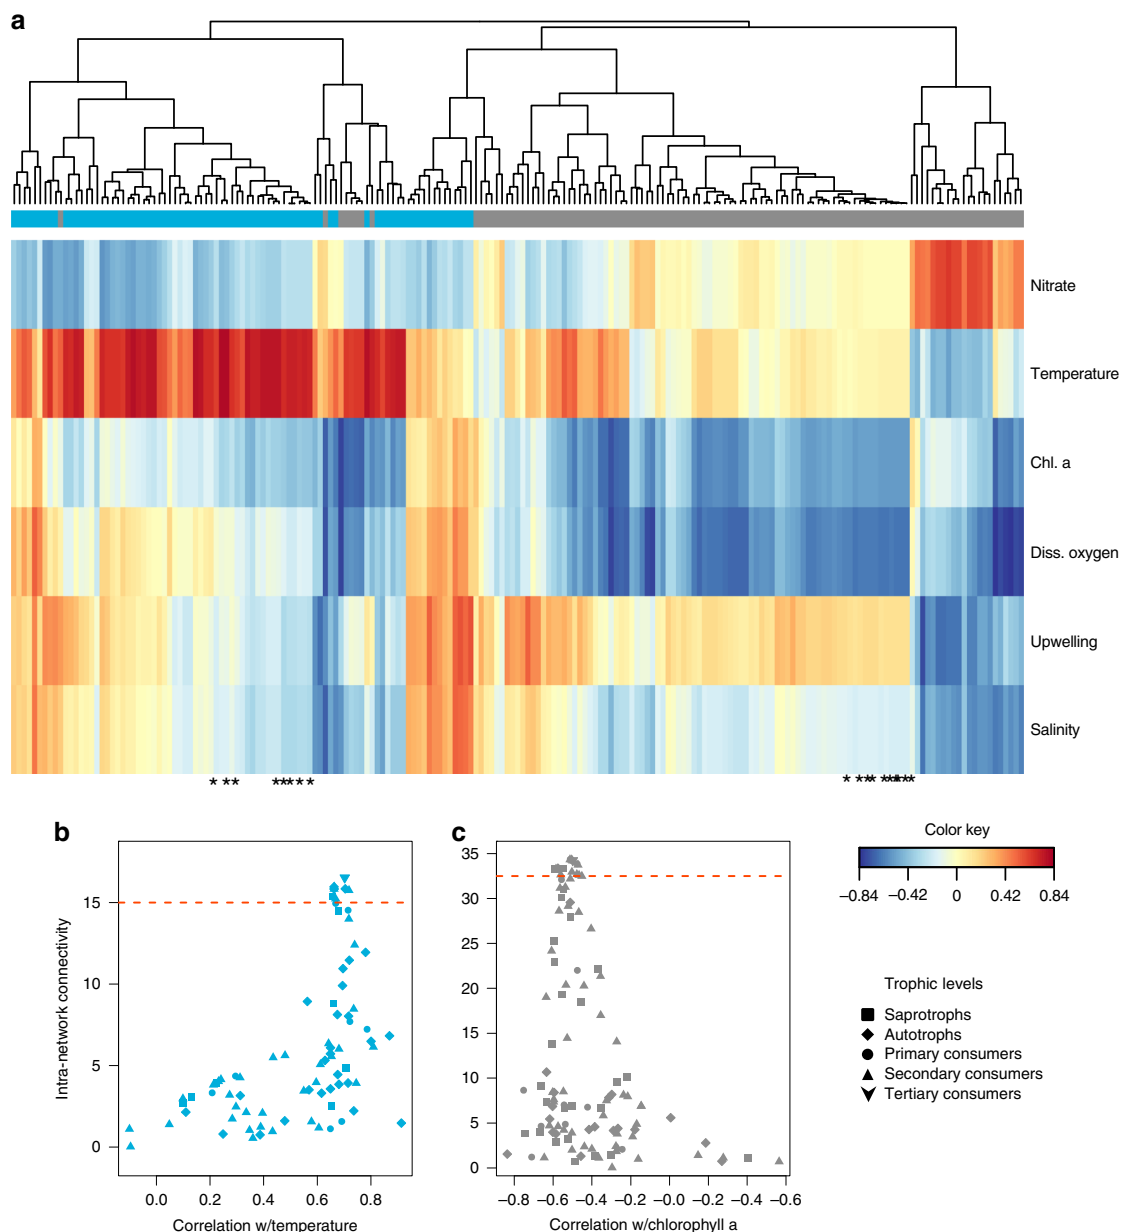 a
Nitrate
Temperature
Chl. a
Diss. oxygen
Upwelling
Salinity
* *** ****** * *** *******
b
Intra-network connectivity
15
10
5
0
0.0 0.2 0.4 0.6 0.8
Correlation w/temperature
c
35
30
25
20
15
10
5
0
−0.8 −0.6 −0.4 −0.2 −0.0 −0.2 −0.4 −0.6
Correlation w/chlorophyll a
Color key
−0.84 −0.42 0 0.42 0.84
Trophic levels
Saprotrophs
Autotrophs
Primary consumers
Secondary consumers
Tertiary consumers